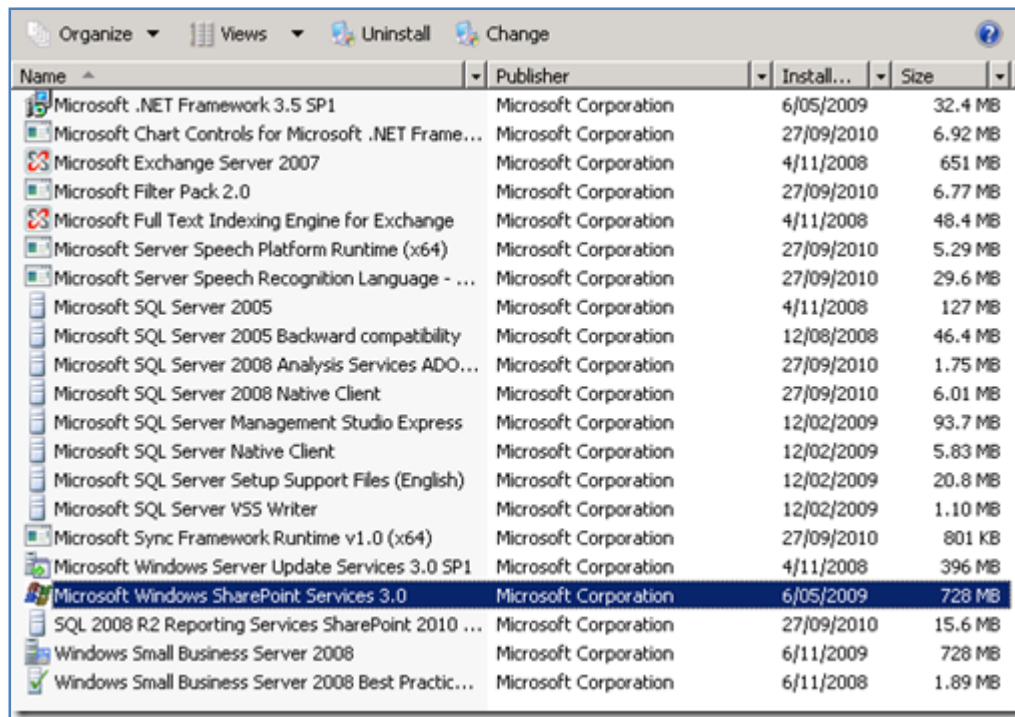 Organize Views Uninstall Change
Name Publisher Install... Size
Microsoft .NET Framework 3.5 SP1 Microsoft Corporation 6/05/2009 32.4 MB
Microsoft Chart Controls for Microsoft .NET Frame... Microsoft Corporation 27/09/2010 6.92 MB
Microsoft Exchange Server 2007 Microsoft Corporation 4/11/2008 651 MB
Microsoft Filter Pack 2.0 Microsoft Corporation 27/09/2010 6.77 MB
Microsoft Full Text Indexing Engine for Exchange Microsoft Corporation 4/11/2008 48.4 MB
Microsoft Server Speech Platform Runtime (x64) Microsoft Corporation 27/09/2010 5.29 MB
Microsoft Server Speech Recognition Language - ... Microsoft Corporation 27/09/2010 29.6 MB
Microsoft SQL Server 2005 Microsoft Corporation 4/11/2008 127 MB
Microsoft SQL Server 2005 Backward compatibility Microsoft Corporation 12/08/2008 46.4 MB
Microsoft SQL Server 2008 Analysis Services ADO... Microsoft Corporation 27/09/2010 1.75 MB
Microsoft SQL Server 2008 Native Client Microsoft Corporation 27/09/2010 6.01 MB
Microsoft SQL Server Management Studio Express Microsoft Corporation 12/02/2009 93.7 MB
Microsoft SQL Server Native Client Microsoft Corporation 12/02/2009 5.83 MB
Microsoft SQL Server Setup Support Files (English) Microsoft Corporation 12/02/2009 20.8 MB
Microsoft SQL Server VSS Writer Microsoft Corporation 12/02/2009 1.10 MB
Microsoft Sync Framework Runtime v1.0 (x64) Microsoft Corporation 27/09/2010 801 KB
Microsoft Windows Server Update Services 3.0 SP1 Microsoft Corporation 4/11/2008 396 MB
Microsoft Windows SharePoint Services 3.0 Microsoft Corporation 6/05/2009 728 MB
SQL 2008 R2 Reporting Services SharePoint 2010 ... Microsoft Corporation 27/09/2010 15.6 MB
Windows Small Business Server 2008 Microsoft Corporation 6/11/2009 728 MB
Windows Small Business Server 2008 Best Practic... Microsoft Corporation 6/11/2008 1.89 MB